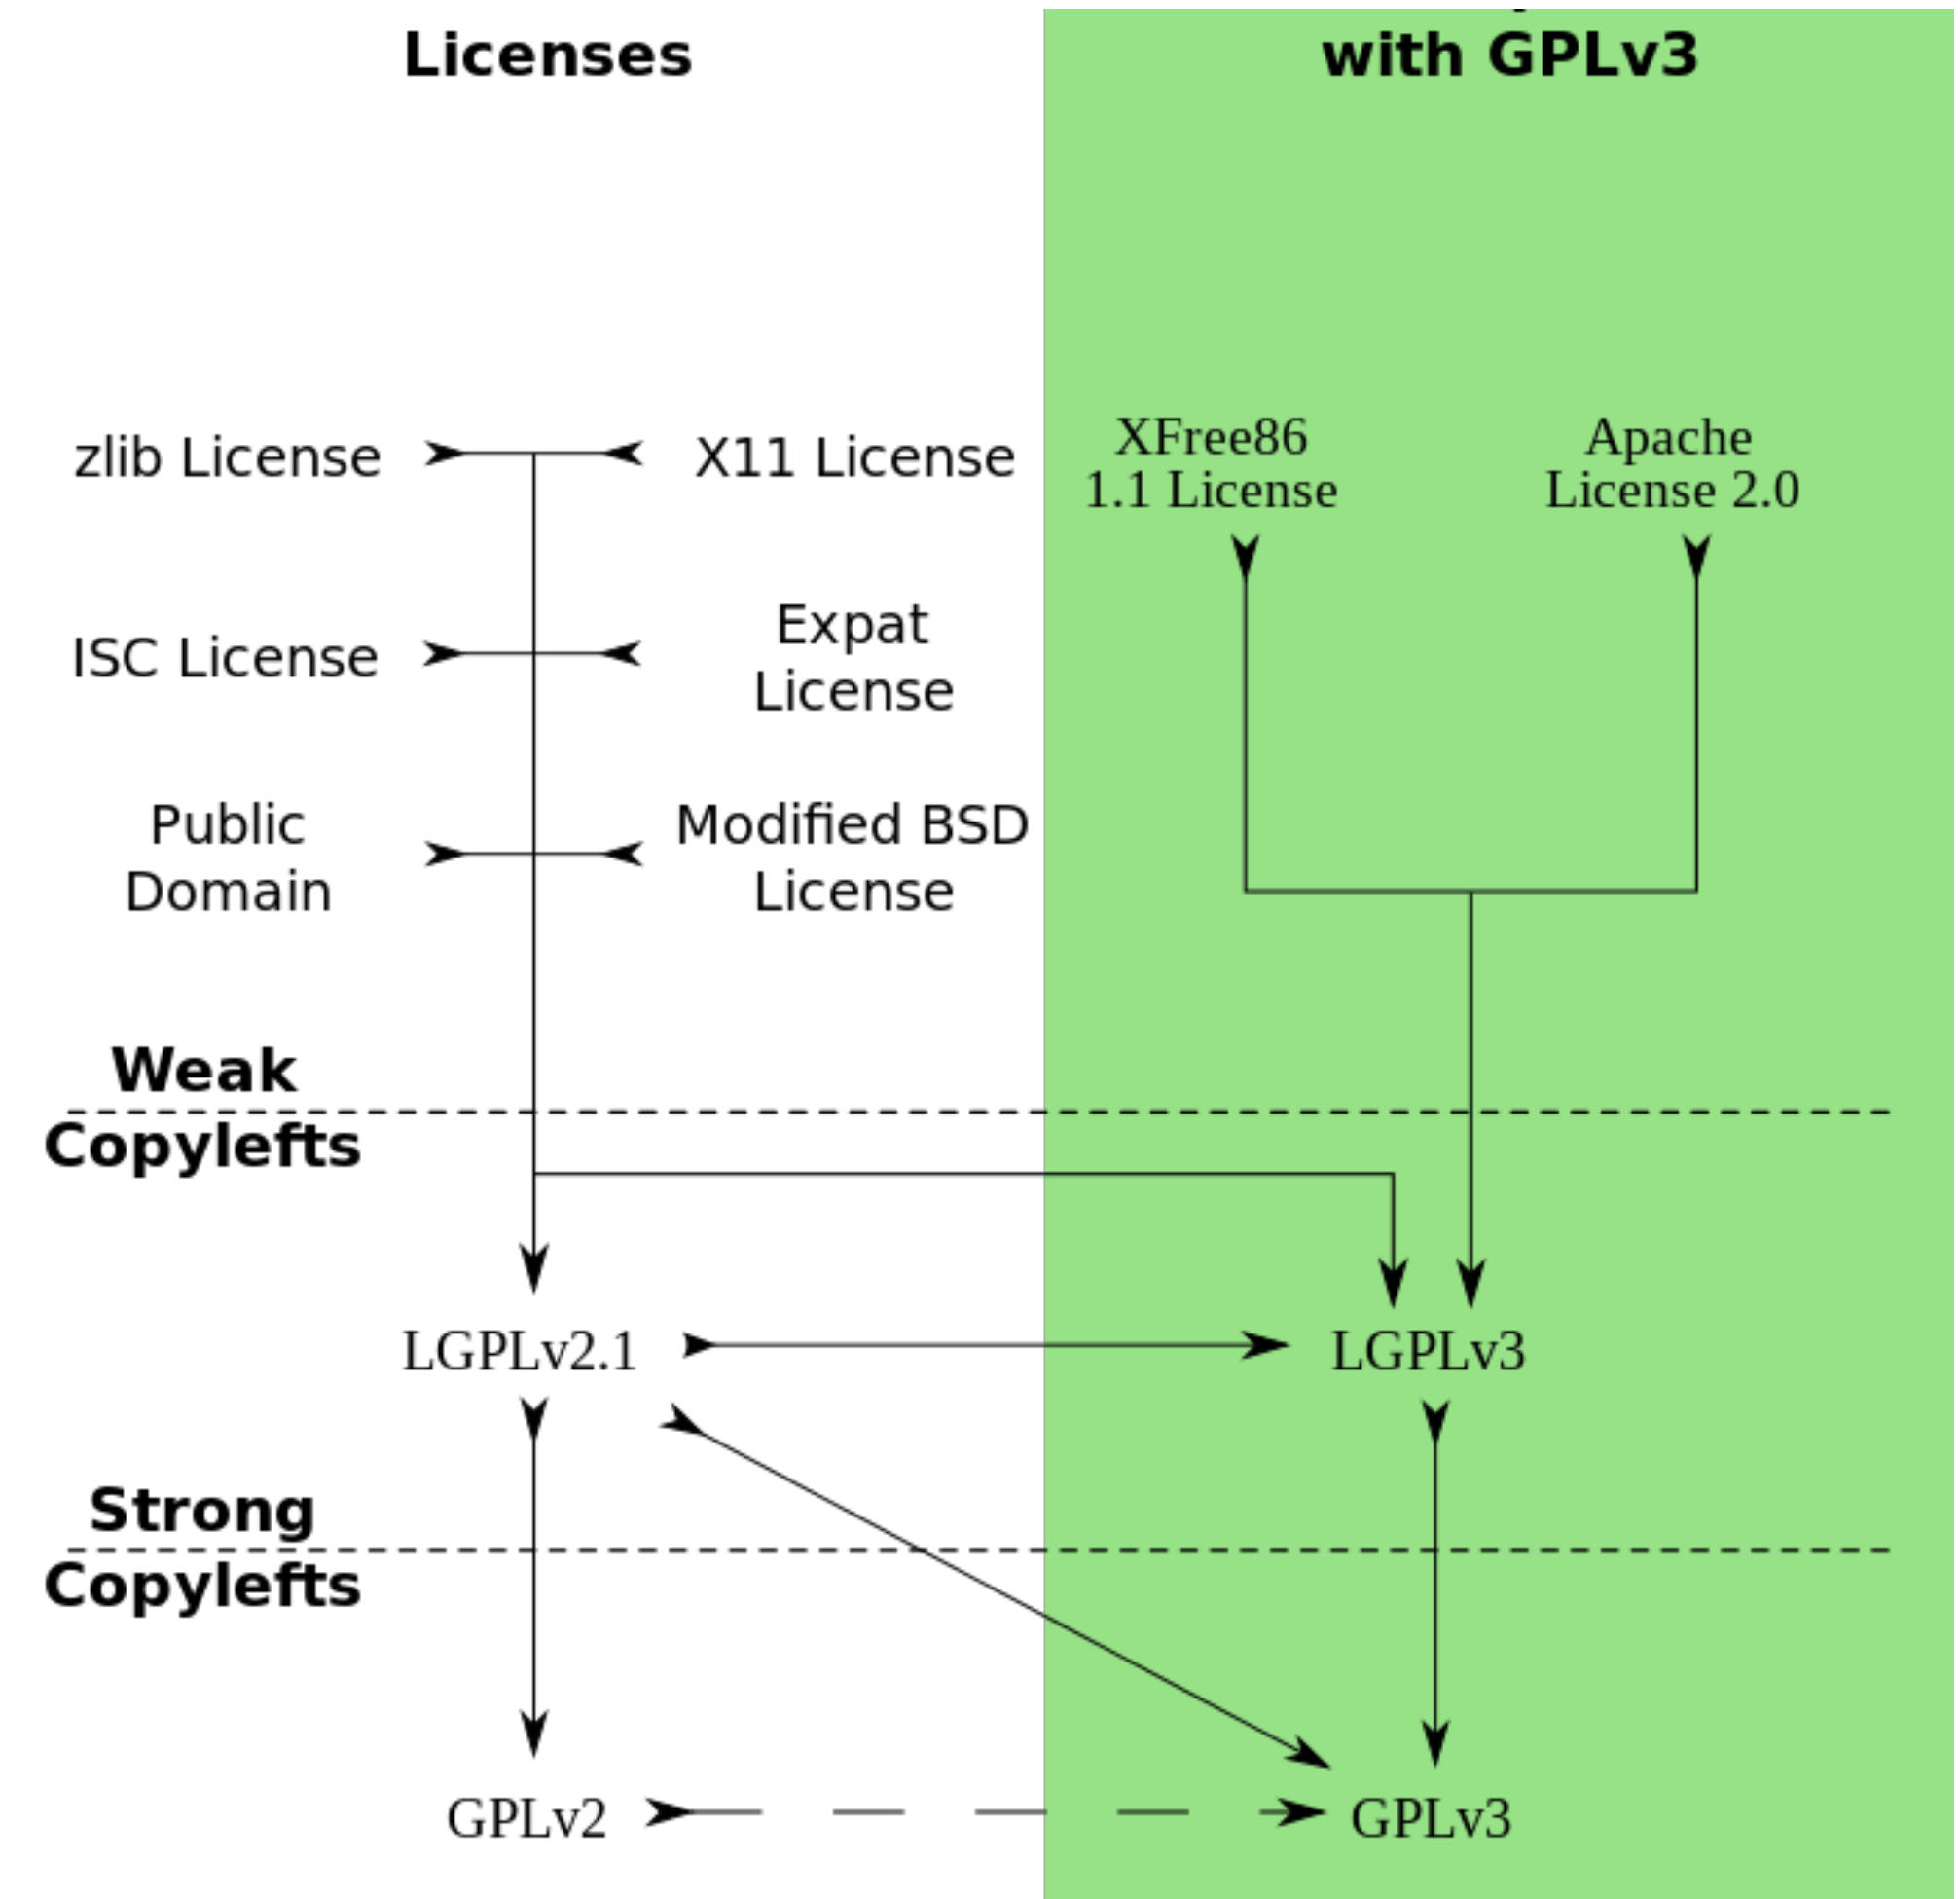 Licenses
with GPLv3
zlib License
X11 License
XFree86
1.1 License
Apache
License 2.0
ISC License
Expat
License
Public
Domain
Modified BSD
License
Weak
Copylefts
LGPLv2.1
LGPLv3
Strong
Copylefts
GPLv2
GPLv3